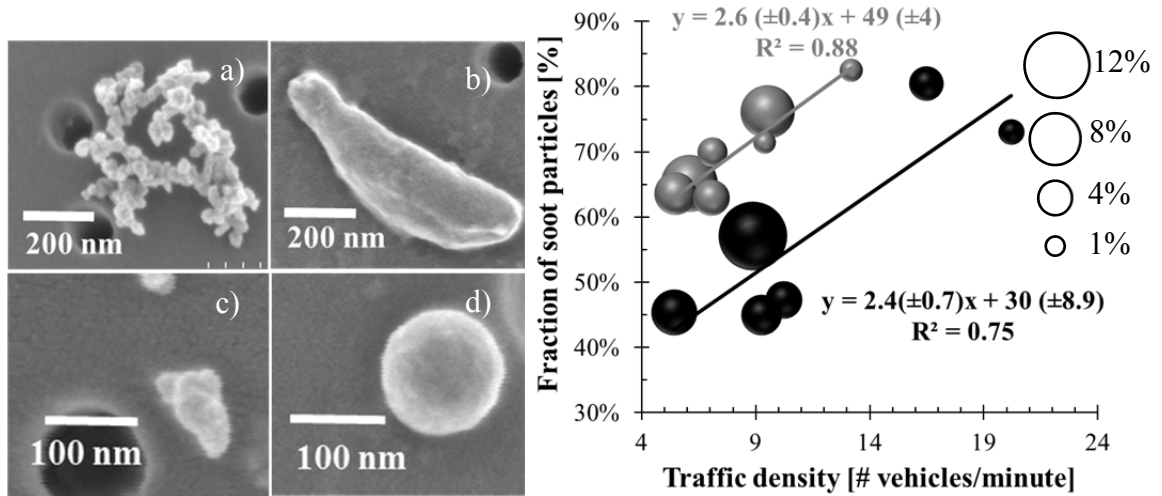 a)
200 nm
b)
200 nm
c)
100 nm
d)
100 nm
Fraction of soot particles [%]
90%
80%
70%
60%
50%
40%
30%
y = 2.6 (±0.4)x + 49 (±4)
R² = 0.88
12%
8%
4%
1%
y = 2.4(±0.7)x + 30 (±8.9)
R² = 0.75
4
9
14
19
24
Traffic density [# vehicles/minute]